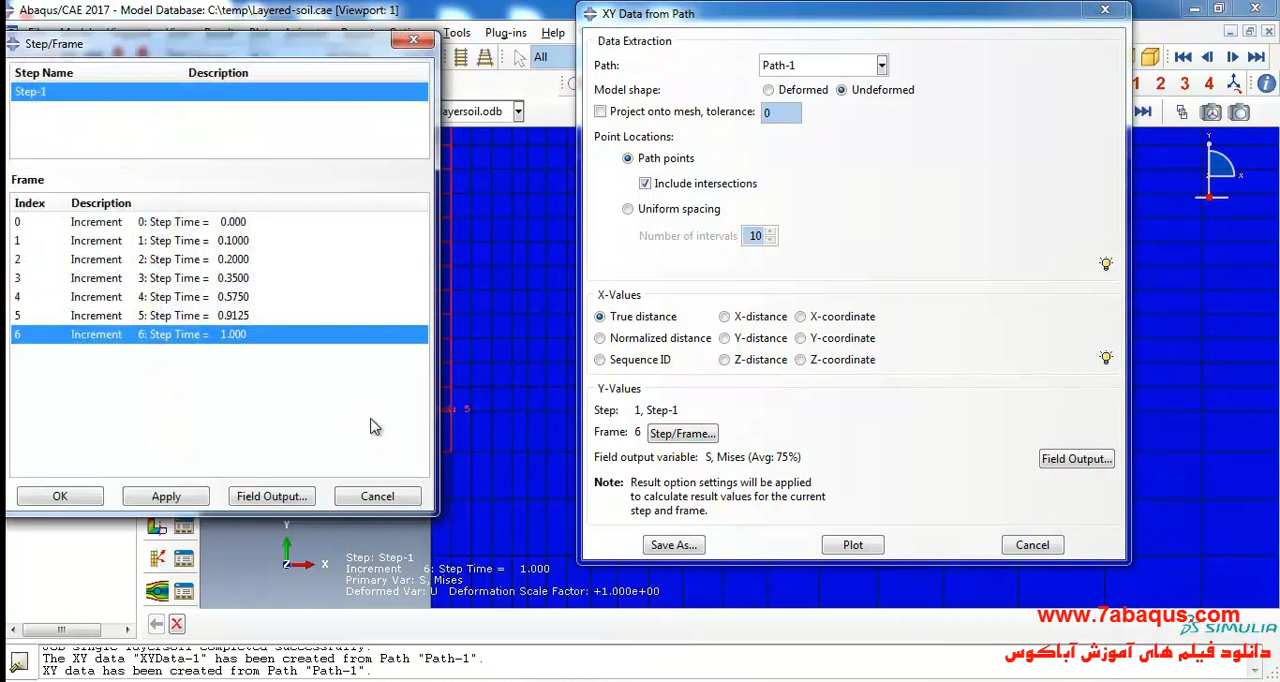 Abaqus/CAE 2017 - Model Database: C:\temp\Layered-soil.cae [Viewport: 1]
Tools Plug-ins Help
All
1 2 3 4
ayersoil.odb
Step/Frame
Step Name Description
Step-1
Frame
Index Description
0 Increment 0: Step Time = 0.000
1 Increment 1: Step Time = 0.1000
2 Increment 2: Step Time = 0.2000
3 Increment 3: Step Time = 0.3500
4 Increment 4: Step Time = 0.5750
5 Increment 5: Step Time = 0.9125
6 Increment 6: Step Time = 1.000
OK Apply Field Output... Cancel
XY Data from Path
Data Extraction
Path: Path-1
Model shape: Deformed Undeformed
Project onto mesh, tolerance: 0
Point Locations:
Path points
Include intersections
Uniform spacing
Number of intervals 10
X-Values
True distance X-distance X-coordinate
Normalized distance Y-distance Y-coordinate
Sequence ID Z-distance Z-coordinate
Y-Values
Step: 1, Step-1
Frame: 6 Step/Frame...
Field output variable: S, Mises (Avg: 75%)
Field Output...
Note: Result option settings will be applied
to calculate result values for the current
step and frame.
Save As... Plot Cancel
Y
X
5
Y
Z X
Step: Step-1
Increment 6: Step Time = 1.000
Primary Var: S, Mises
Deformed Var: U Deformation Scale Factor: +1.000e+00
www.7abaqus.com
SIMULIA
دانلود فیلم های آموزش آباکوس
The XY data "XYData-1" has been created from Path "Path-1".
XY data has been created from Path "Path-1".